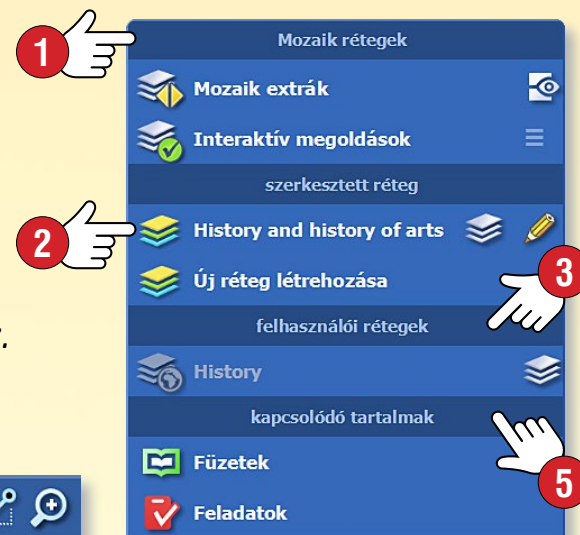 1
Mozaik rétegek
Mozaik extrák
Interaktív megoldások
szerkesztett réteg
2
History and history of arts
3
Új réteg létrehozása
felhasználói rétegek
History
kapcsolódó tartalmak
Füzetek
5
Feladatok